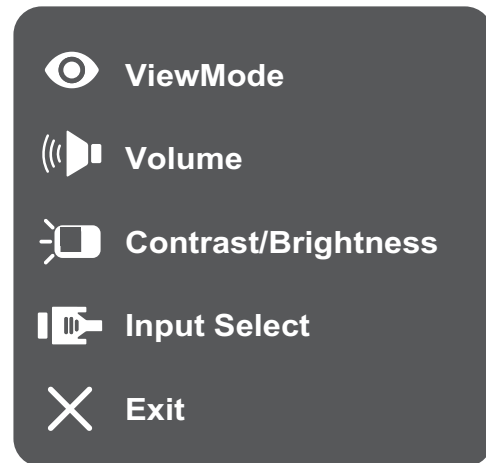 ViewMode
Volume
Contrast/Brightness
Input Select
Exit